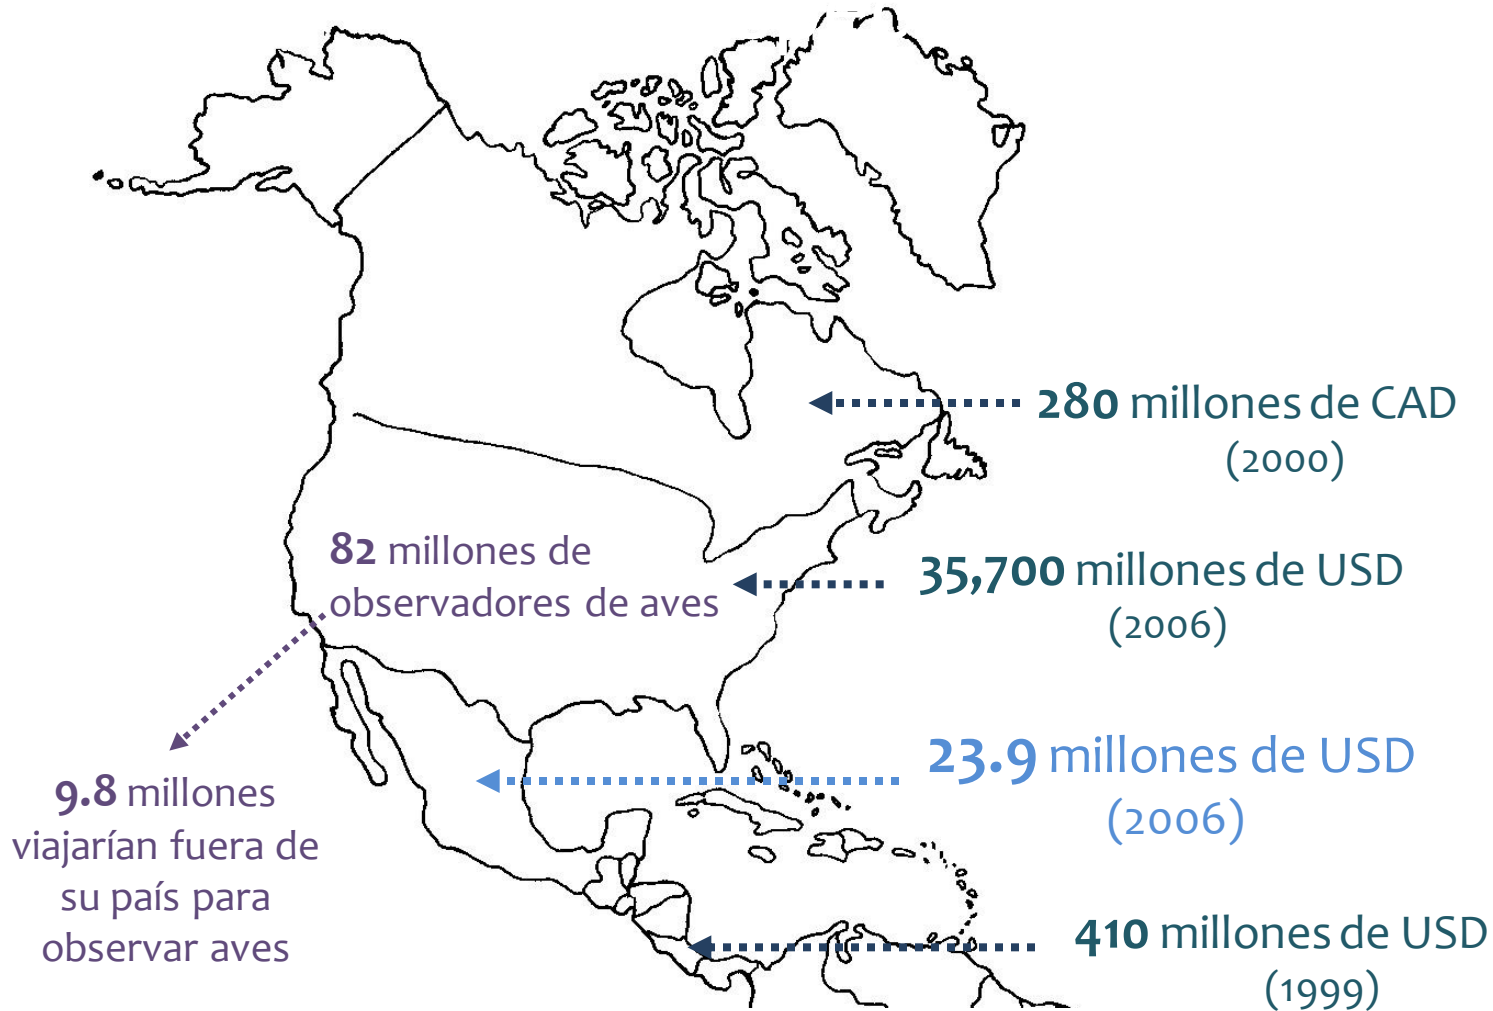 280 millones de CAD
(2000)
82 millones de
observadores de aves
35,700 millones de USD
(2006)
23.9 millones de USD
(2006)
9.8 millones
viajarían fuera de
su país para
observar aves
410 millones de USD
(1999)